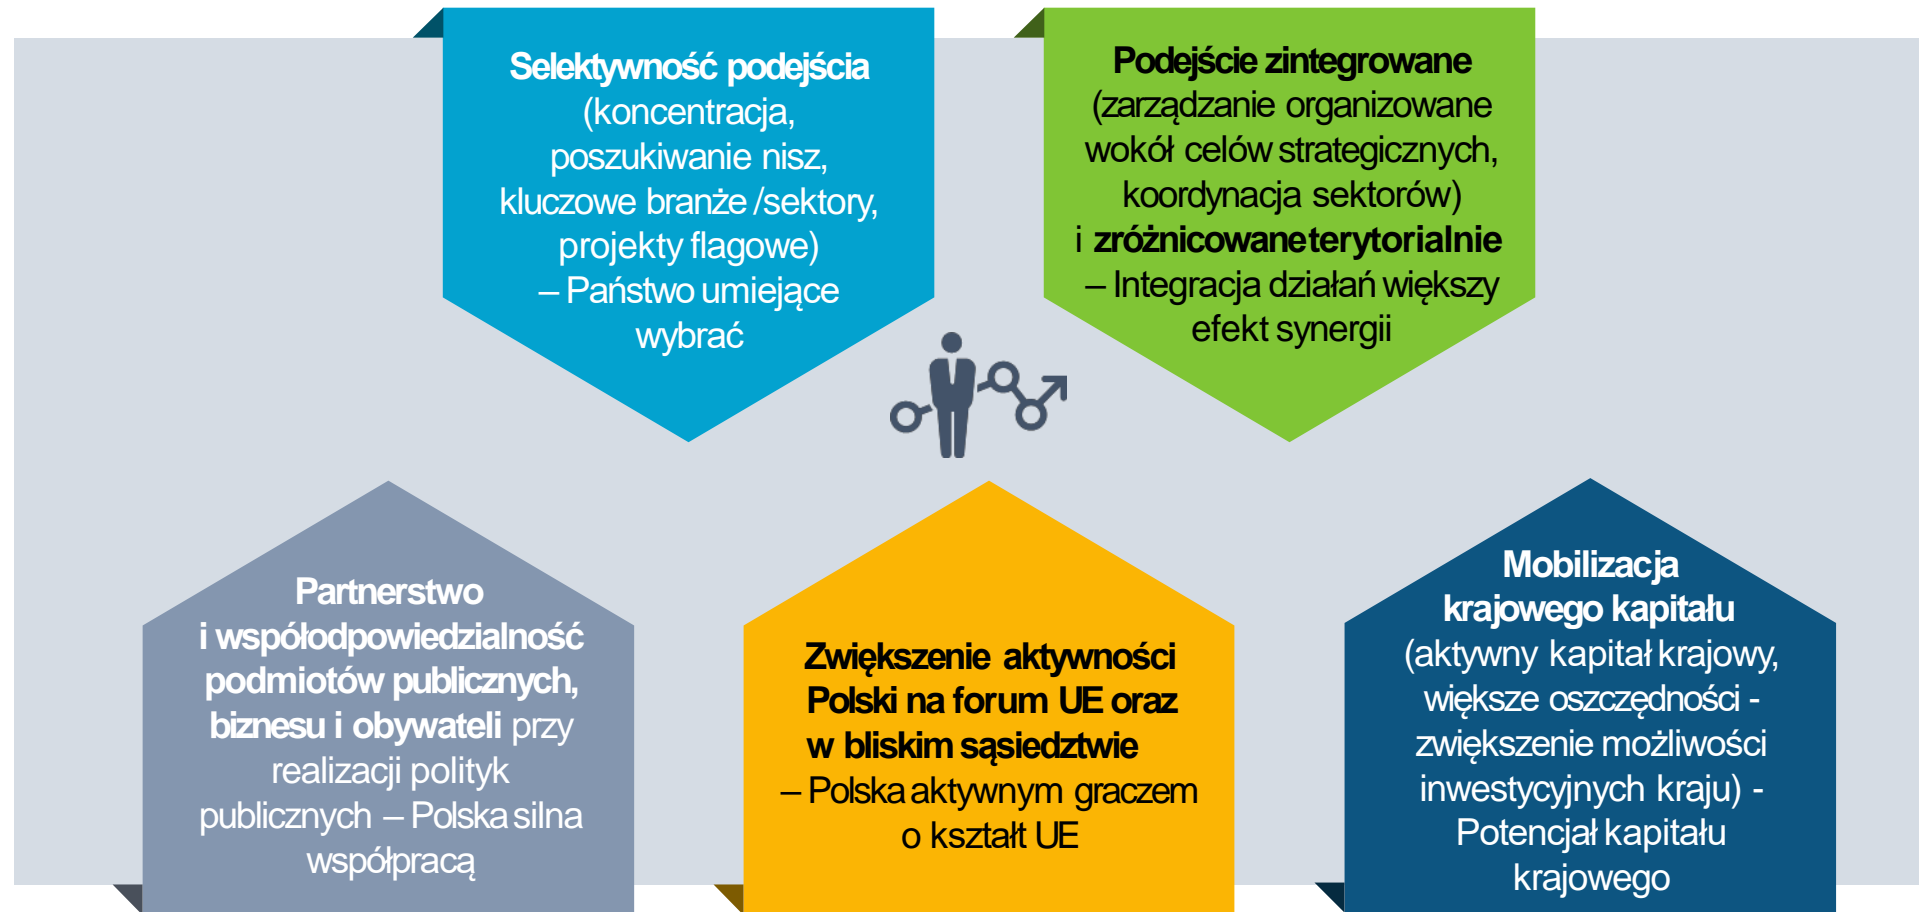 Selektywność podejścia
(koncentracja,
poszukiwanie nisz,
kluczowe branże /sektory,
projekty flagowe)
– Państwo umiejące
wybrać
Podejście zintegrowane
(zarządzanie organizowane
wokół celów strategicznych,
koordynacja sektorów)
i zróżnicowane terytorialnie
– Integracja działań większy
efekt synergii
Partnerstwo
i współodpowiedzialność
podmiotów publicznych,
biznesu i obywateli przy
realizacji polityk
publicznych – Polska silna
współpracą
Zwiększenie aktywności
Polski na forum UE oraz
w bliskim sąsiedztwie
– Polska aktywnym graczem
o kształt UE
Mobilizacja
krajowego kapitału
(aktywny kapitał krajowy,
większe oszczędności -
zwiększenie możliwości
inwestycyjnych kraju) -
Potencjał kapitału
krajowego